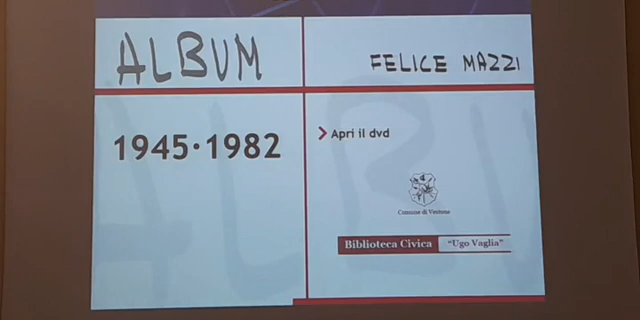 ALBUM
FELICE MAZZI
1945·1982
Apri il dvd
Comune di Vestone
Biblioteca Civica "Ugo Vaglia"